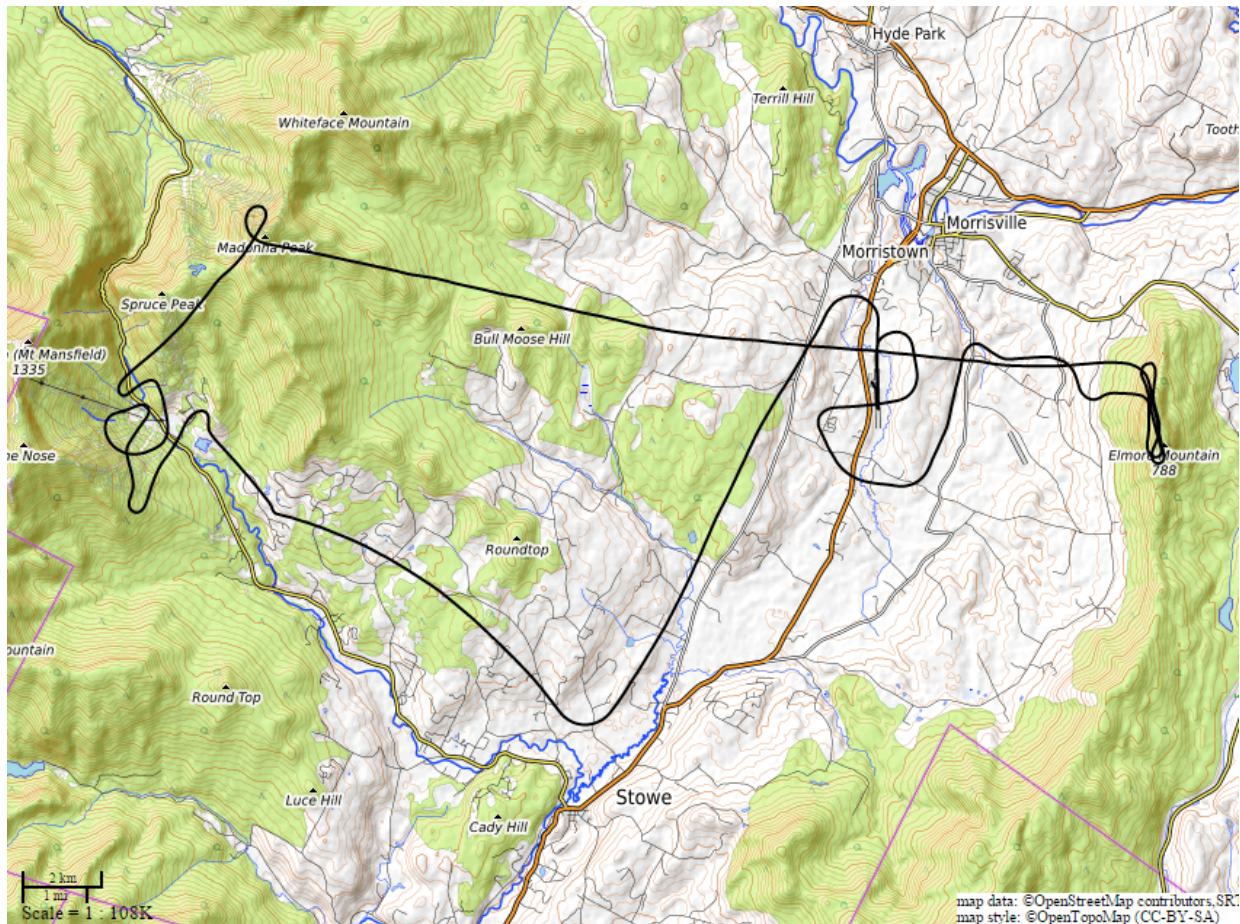 Hyde Park
Terrill Hill
Whiteface Mountain
Tooth
Morrisville
Madonna Peak
Morristown
Spruce Peak
Bull Moose Hill
(Mt Mansfield)
1335
ne Nose
Elmore Mountain
788
Roundtop
ountain
Round Top
Luce Hill
Stowe
Cady Hill
2 km
1 mi
Scale = 1 : 108K
map data: ©OpenStreetMap contributors, SRT
map style: ©OpenTopoMap (CC-BY-SA)